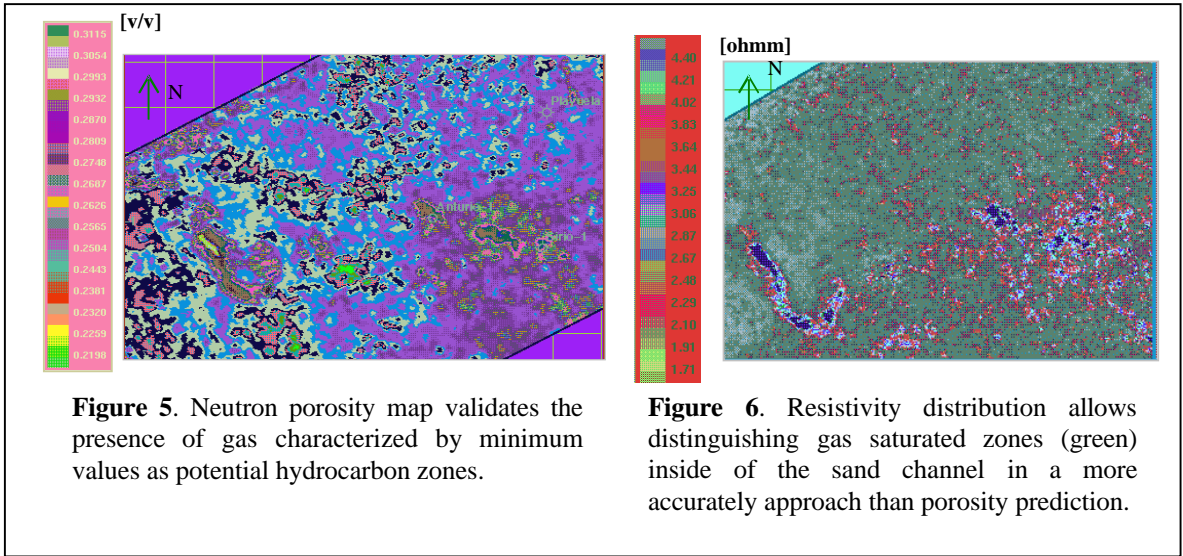 [v/v]
0.3115
0.3054
0.2993
0.2932
0.2870
0.2809
0.2748
0.2687
0.2626
0.2565
0.2504
0.2443
0.2381
0.2320
0.2259
0.2198
N
Playuela
Anturio
Sirio-1
Figure 5. Neutron porosity map validates the
presence of gas characterized by minimum
values as potential hydrocarbon zones.
[ohmm]
4.40
4.21
4.02
3.83
3.64
3.44
3.25
3.06
2.87
2.67
2.48
2.29
2.10
1.91
1.71
N
Figure 6. Resistivity distribution allows
distinguishing gas saturated zones (green)
inside of the sand channel in a more
accurately approach than porosity prediction.